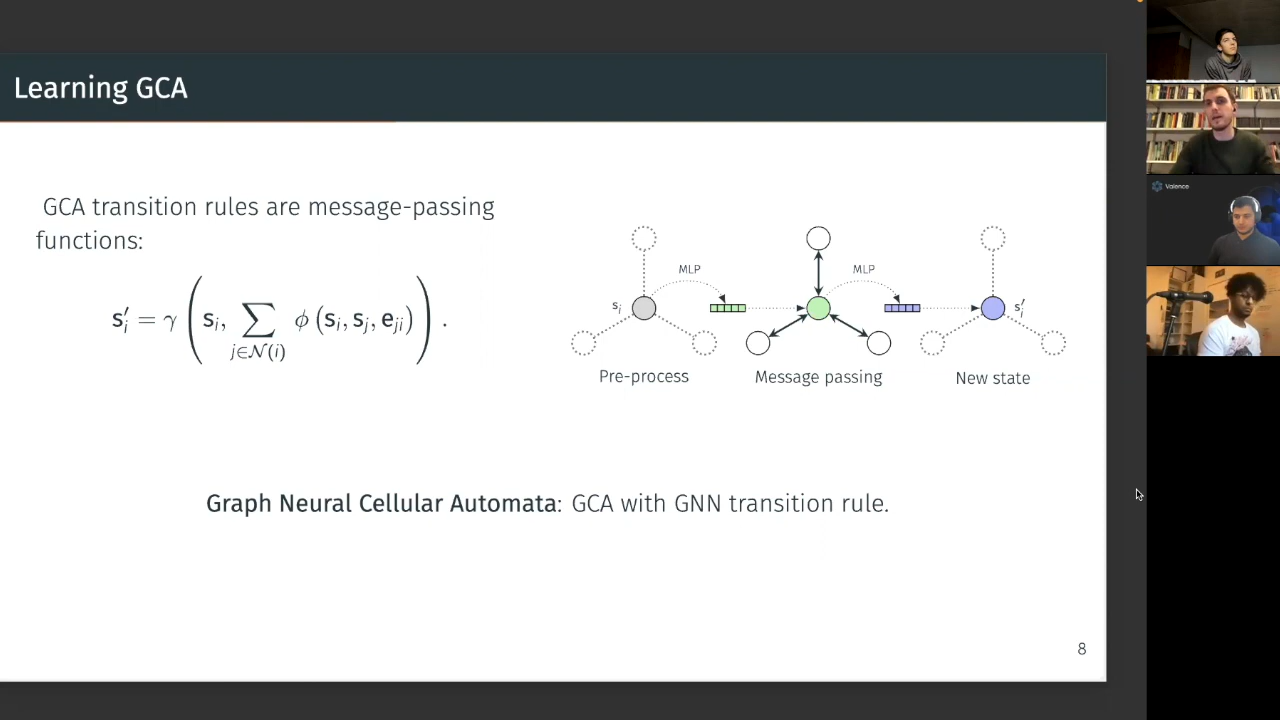 Learning GCA
GCA transition rules are message-passing
functions:
s′ᵢ = γ ( sᵢ, ∑ j∈𝒩(i) ϕ (sᵢ, sⱼ, eⱼᵢ) ) .
MLP
MLP
sᵢ
s′ᵢ
Pre-process
Message passing
New state
Graph Neural Cellular Automata: GCA with GNN transition rule.
8
Valence